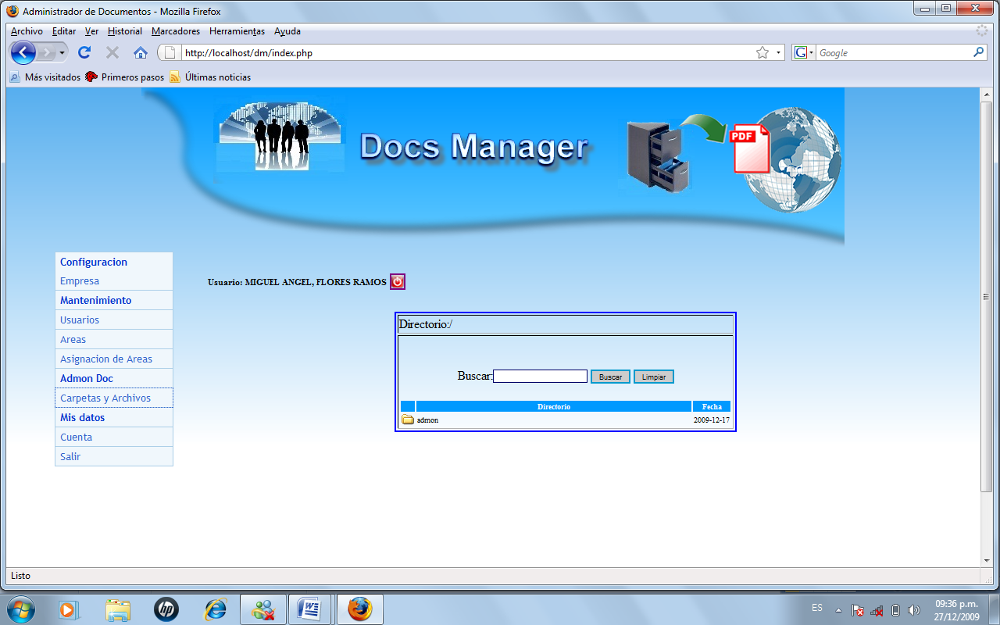 Administrador de Documentos - Mozilla Firefox
Archivo Editar Ver Historial Marcadores Herramientas Ayuda
http://localhost/dm/index.php
G Google
Más visitados Primeros pasos Últimas noticias
Docs Manager
PDF
Configuracion
Empresa
Mantenimiento
Usuarios
Areas
Asignacion de Areas
Admon Doc
Carpetas y Archivos
Mis datos
Cuenta
Salir
Usuario: MIGUEL ANGEL, FLORES RAMOS
Directorio:/
Buscar: Buscar Limpiar
Directorio Fecha
admon 2009-12-17
Listo
hp
W
ES
09:36 p.m.
27/12/2009